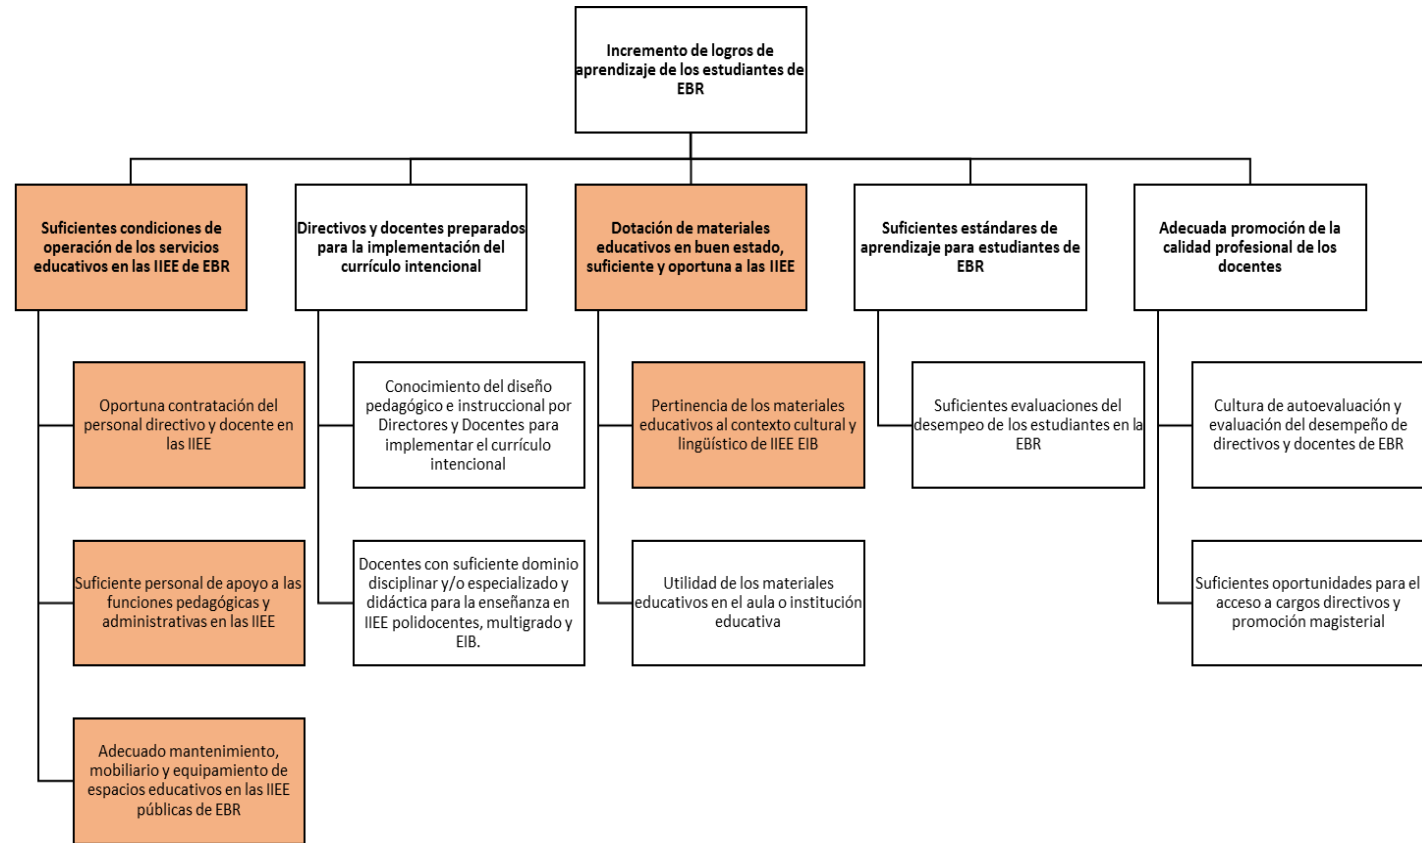 Incremento de logros de
aprendizaje de los estudiantes de
EBR
Suficientes condiciones de
operación de los servicios
educativos en las IIEE de EBR
Directivos y docentes preparados
para la implementación del
currículo intencional
Dotación de materiales
educativos en buen estado,
suficiente y oportuna a las IIEE
Suficientes estándares de
aprendizaje para estudiantes de
EBR
Adecuada promoción de la
calidad profesional de los
docentes
Oportuna contratación del
personal directivo y docente en
las IIEE
Conocimiento del diseño
pedagógico e instruccional por
Directores y Docentes para
implementar el currículo
intencional
Pertinencia de los materiales
educativos al contexto cultural y
lingüístico de IIEE EIB
Suficientes evaluaciones del
desempeo de los estudiantes en la
EBR
Cultura de autoevaluación y
evaluación del desempeño de
directivos y docentes de EBR
Suficiente personal de apoyo a las
funciones pedagógicas y
administrativas en las IIEE
Docentes con suficiente dominio
disciplinar y/o especializado y
didáctica para la enseñanza en
IIEE polidocentes, multigrado y
EIB.
Utilidad de los materiales
educativos en el aula o institución
educativa
Suficientes oportunidades para el
acceso a cargos directivos y
promoción magisterial
Adecuado mantenimiento,
mobiliario y equipamiento de
espacios educativos en las IIEE
públicas de EBR